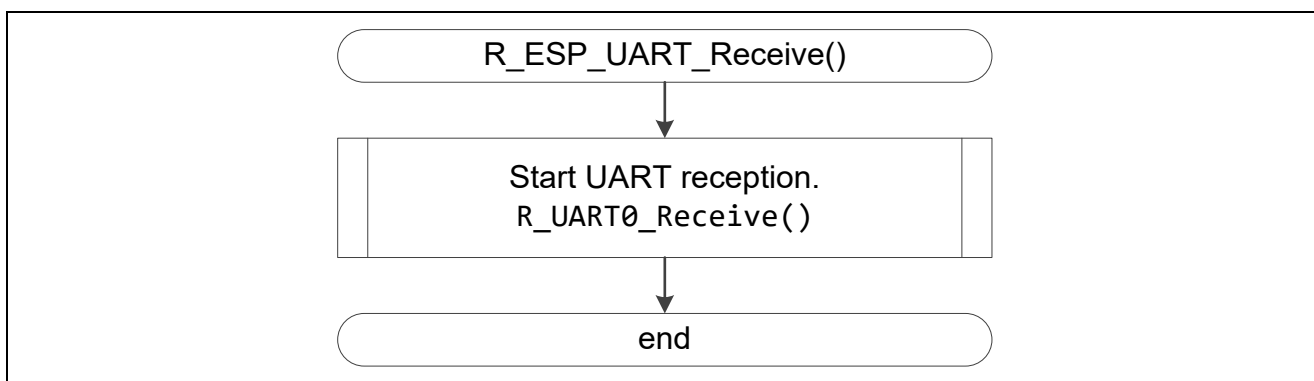 R_ESP_UART_Receive()
Start UART reception.
R_UART0_Receive()
end